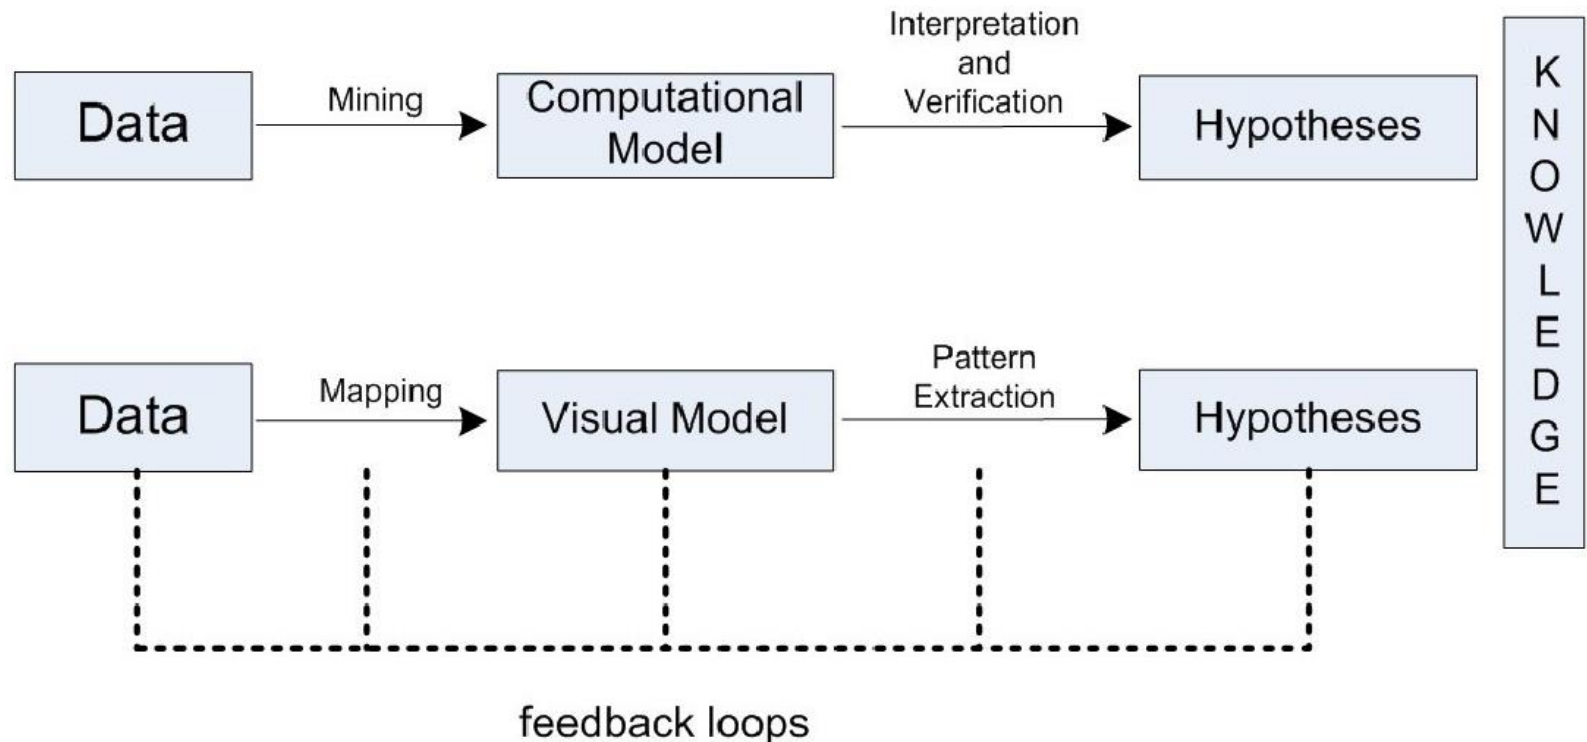 Data
Mining
Computational
Model
Interpretation
and
Verification
Hypotheses
Data
Mapping
Visual Model
Pattern
Extraction
Hypotheses
K
N
O
W
L
E
D
G
E
feedback loops